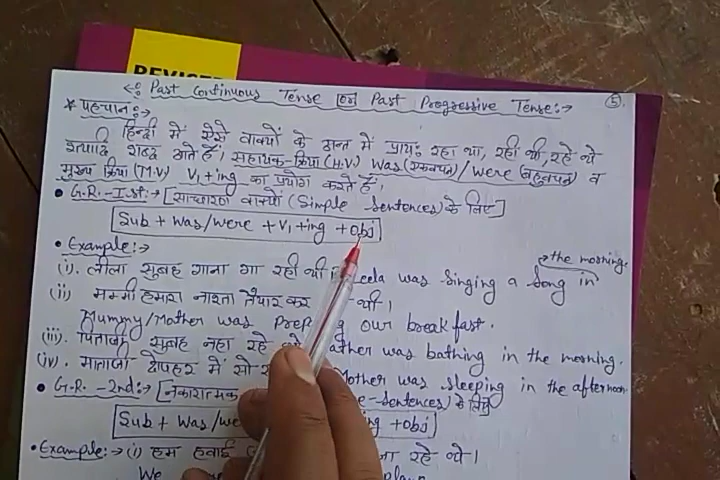 REVISED
Past Continuous Tense or Past Progressive Tense:→ (5)
* पहचान :→
हिन्दी में ऐसे वाक्यों के अन्त में प्रायः रहा था, रही थी, रहे थे
इत्यादि शब्द आते हैं। सहायक-क्रिया (H.V.) Was (एकवचन) / Were (बहुवचन) व
मुख्य क्रिया (M.V.) V₁+ing का प्रयोग करते हैं।
• G.R.-Ist:→ [साधारण वाक्यों (Simple Sentences) के लिए]
Sub + Was/were + V₁ + ing + obj
• Example:→
(i). लीला सुबह गाना गा रही थी। Leela was singing a song in the morning.
(ii) मम्मी हमारा नाश्ता तैयार कर थी।
Mummy/Mother was our breakfast.
(iii). पिताजी सुबह नहा रहे father was bathing in the morning.
(iv). माताजी दोपहर में सो Mother was sleeping in the afternoon
• G.R.-2nd:→ [नकारात्मक Sentences) के लिए
Sub + Was/we ing + obj
• Example:→ (i) हम हवाई रहे थे।
We